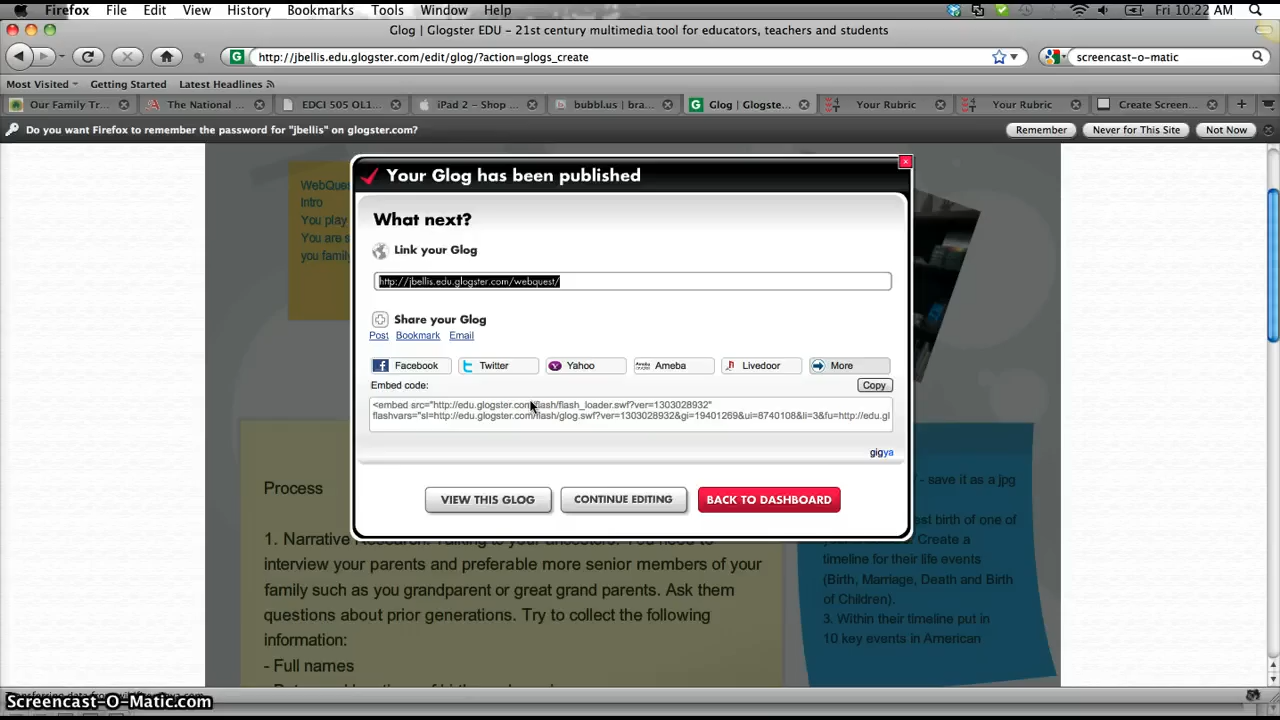 Firefox File Edit View History Bookmarks Tools Window Help Fri 10:22 AM
Glog | Glogster EDU - 21st century multimedia tool for educators, teachers and students
http://jbellis.edu.glogster.com/edit/glog/?action=glogs_create screencast-o-matic
Most Visited Getting Started Latest Headlines
Our Family Tr... The National ... EDCI 505 OL1... iPad 2 – Shop ... bubbl.us | bra... Glog | Glogste... Your Rubric Your Rubric Create Screen...
Do you want Firefox to remember the password for "jbellis" on glogster.com? Remember Never for This Site Not Now
Your Glog has been published
WebQues
Intro
You play
You are s
you family
What next?
Link your Glog
http://jbellis.edu.glogster.com/webquest/
Share your Glog
Post Bookmark Email
Facebook Twitter Yahoo Ameba Livedoor More
Embed code: Copy
<embed src="http://edu.glogster.com/flash/flash_loader.swf?ver=1303028932"
flashvars="sl=http://edu.glogster.com/flash/glog.swf?ver=1303028932&gi=19401269&ui=8740108&li=3&fu=http://edu.gl
gigya
VIEW THIS GLOG CONTINUE EDITING BACK TO DASHBOARD
Process
1. Narrative Research: Talking to your ancestors. You need to
interview your parents and preferable more senior members of your
family such as you grandparent or great grand parents. Ask them
questions about prior generations. Try to collect the following
information:
- Full names
- save it as a jpg
est birth of one of
Create a
timeline for their life events
(Birth, Marriage, Death and Birth
of Children).
3. Within their timeline put in
10 key events in American
Screencast-O-Matic.com